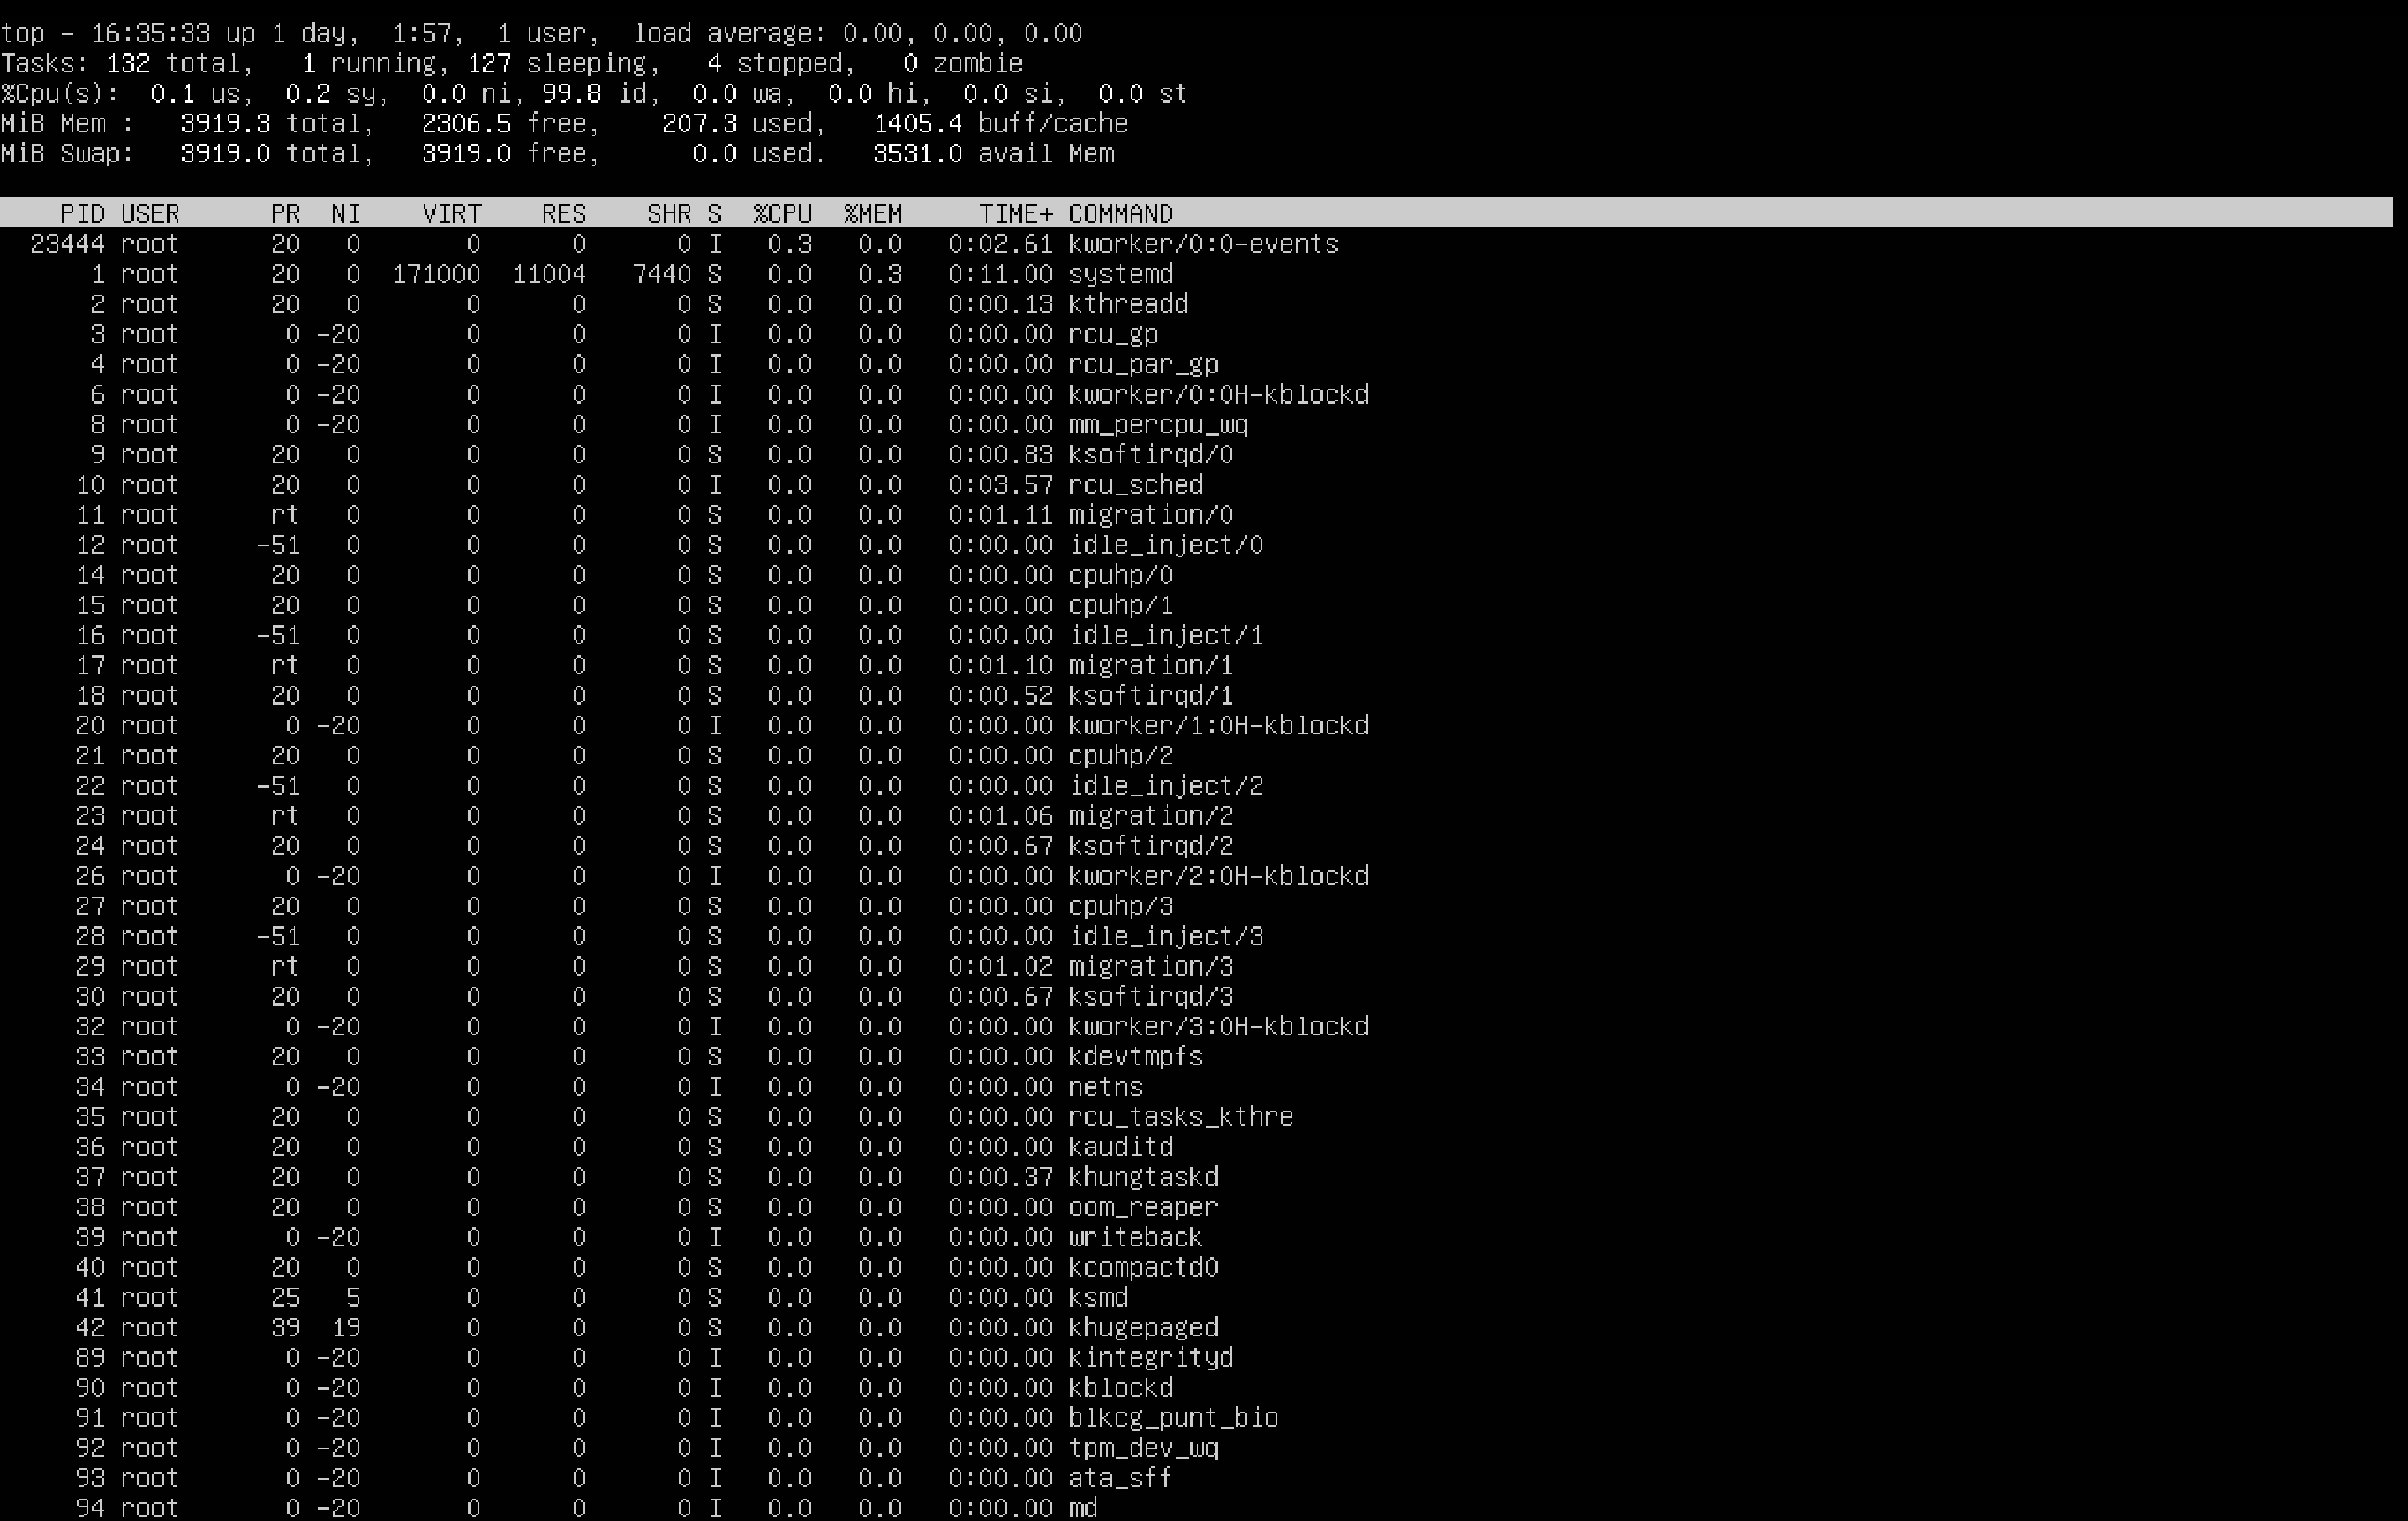 top - 16:35:33 up 1 day,  1:57,  1 user,  load average: 0.00, 0.00, 0.00
Tasks: 132 total,   1 running, 127 sleeping,   4 stopped,   0 zombie
%Cpu(s):  0.1 us,  0.2 sy,  0.0 ni, 99.8 id,  0.0 wa,  0.0 hi,  0.0 si,  0.0 st
MiB Mem :   3919.3 total,   2306.5 free,    207.3 used,   1405.4 buff/cache
MiB Swap:   3919.0 total,   3919.0 free,      0.0 used.   3531.0 avail Mem
PID USER      PR  NI    VIRT    RES    SHR S  %CPU  %MEM     TIME+ COMMAND
23444 root      20   0       0      0      0 I   0.3   0.0   0:02.61 kworker/0:0-events
1 root      20   0  171000  11004   7440 S   0.0   0.3   0:11.00 systemd
2 root      20   0       0      0      0 S   0.0   0.0   0:00.13 kthreadd
3 root       0 -20       0      0      0 I   0.0   0.0   0:00.00 rcu_gp
4 root       0 -20       0      0      0 I   0.0   0.0   0:00.00 rcu_par_gp
6 root       0 -20       0      0      0 I   0.0   0.0   0:00.00 kworker/0:0H-kblockd
8 root       0 -20       0      0      0 I   0.0   0.0   0:00.00 mm_percpu_wq
9 root      20   0       0      0      0 S   0.0   0.0   0:00.83 ksoftirqd/0
10 root      20   0       0      0      0 I   0.0   0.0   0:03.57 rcu_sched
11 root      rt   0       0      0      0 S   0.0   0.0   0:01.11 migration/0
12 root     -51   0       0      0      0 S   0.0   0.0   0:00.00 idle_inject/0
14 root      20   0       0      0      0 S   0.0   0.0   0:00.00 cpuhp/0
15 root      20   0       0      0      0 S   0.0   0.0   0:00.00 cpuhp/1
16 root     -51   0       0      0      0 S   0.0   0.0   0:00.00 idle_inject/1
17 root      rt   0       0      0      0 S   0.0   0.0   0:01.10 migration/1
18 root      20   0       0      0      0 S   0.0   0.0   0:00.52 ksoftirqd/1
20 root       0 -20       0      0      0 I   0.0   0.0   0:00.00 kworker/1:0H-kblockd
21 root      20   0       0      0      0 S   0.0   0.0   0:00.00 cpuhp/2
22 root     -51   0       0      0      0 S   0.0   0.0   0:00.00 idle_inject/2
23 root      rt   0       0      0      0 S   0.0   0.0   0:01.06 migration/2
24 root      20   0       0      0      0 S   0.0   0.0   0:00.67 ksoftirqd/2
26 root       0 -20       0      0      0 I   0.0   0.0   0:00.00 kworker/2:0H-kblockd
27 root      20   0       0      0      0 S   0.0   0.0   0:00.00 cpuhp/3
28 root     -51   0       0      0      0 S   0.0   0.0   0:00.00 idle_inject/3
29 root      rt   0       0      0      0 S   0.0   0.0   0:01.02 migration/3
30 root      20   0       0      0      0 S   0.0   0.0   0:00.67 ksoftirqd/3
32 root       0 -20       0      0      0 I   0.0   0.0   0:00.00 kworker/3:0H-kblockd
33 root      20   0       0      0      0 S   0.0   0.0   0:00.00 kdevtmpfs
34 root       0 -20       0      0      0 I   0.0   0.0   0:00.00 netns
35 root      20   0       0      0      0 S   0.0   0.0   0:00.00 rcu_tasks_kthre
36 root      20   0       0      0      0 S   0.0   0.0   0:00.00 kauditd
37 root      20   0       0      0      0 S   0.0   0.0   0:00.37 khungtaskd
38 root      20   0       0      0      0 S   0.0   0.0   0:00.00 oom_reaper
39 root       0 -20       0      0      0 I   0.0   0.0   0:00.00 writeback
40 root      20   0       0      0      0 S   0.0   0.0   0:00.00 kcompactd0
41 root      25   5       0      0      0 S   0.0   0.0   0:00.00 ksmd
42 root      39  19       0      0      0 S   0.0   0.0   0:00.00 khugepaged
89 root       0 -20       0      0      0 I   0.0   0.0   0:00.00 kintegrityd
90 root       0 -20       0      0      0 I   0.0   0.0   0:00.00 kblockd
91 root       0 -20       0      0      0 I   0.0   0.0   0:00.00 blkcg_punt_bio
92 root       0 -20       0      0      0 I   0.0   0.0   0:00.00 tpm_dev_wq
93 root       0 -20       0      0      0 I   0.0   0.0   0:00.00 ata_sff
94 root       0 -20       0      0      0 I   0.0   0.0   0:00.00 md